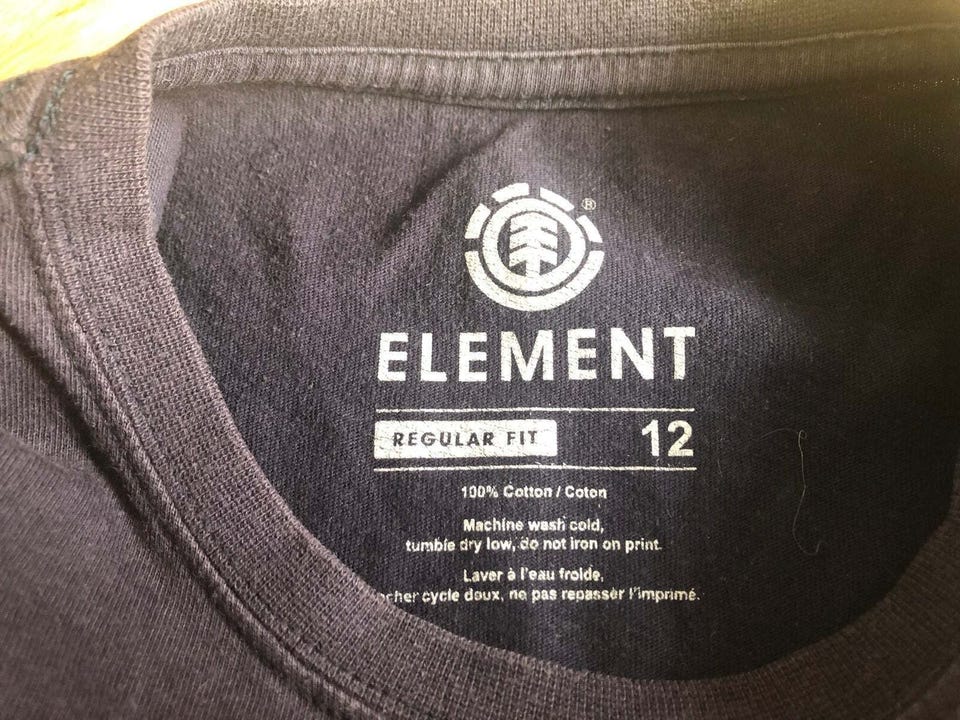 ®
ELEMENT
REGULAR FIT 12
100% Cotton / Coton
Machine wash cold,
tumble dry low, do not iron on print.
Laver à l'eau froide,
cycle doux, ne pas repasser l'imprimé.